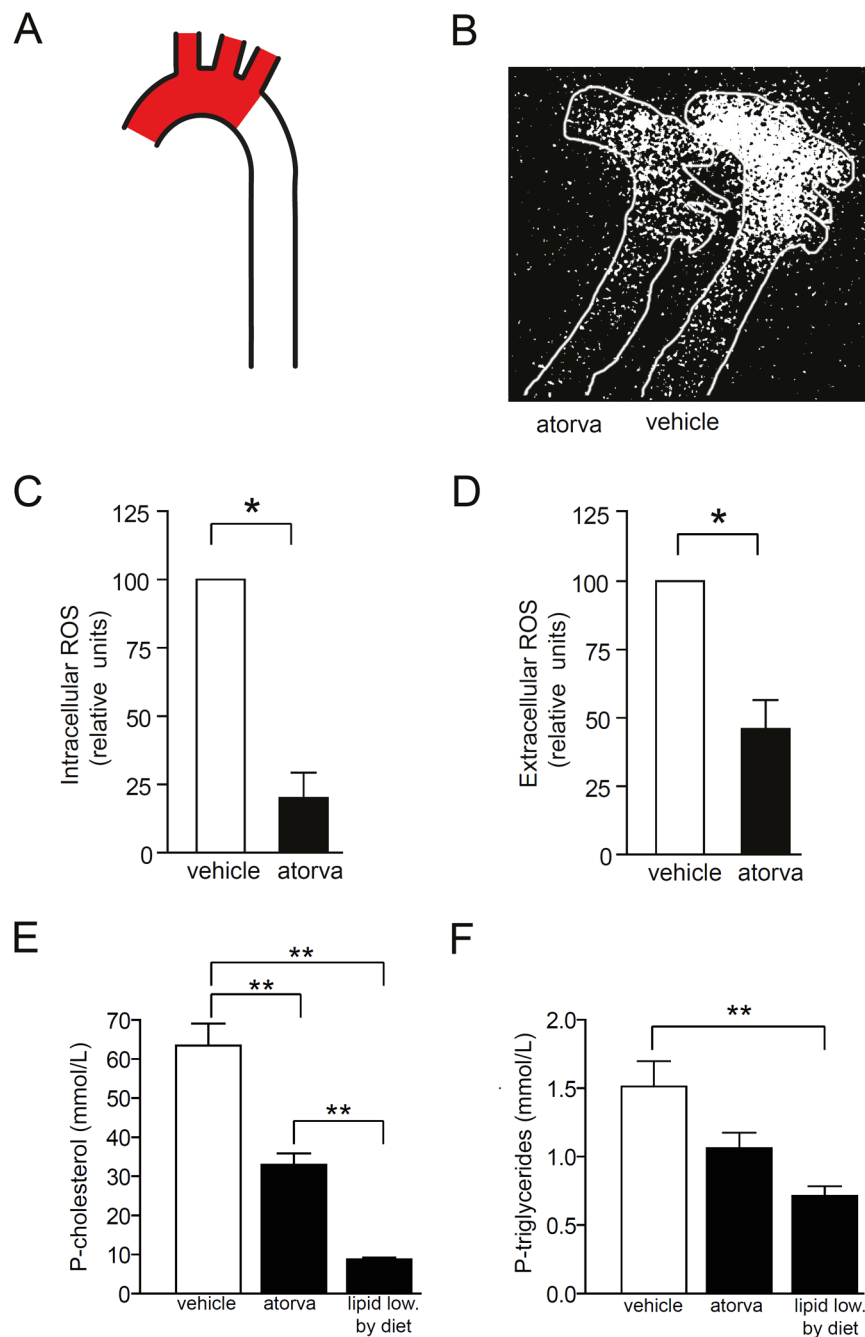 A
B
atorva vehicle
C
125
100
75
50
25
0
Intracellular ROS
(relative units)
*
vehicle atorva
D
125
100
75
50
25
0
Extracellular ROS
(relative units)
*
vehicle atorva
E
70
60
50
40
30
20
10
0
P-cholesterol (mmol/L)
**
**
**
vehicle atorva lipid low.
by diet
F
2.0
1.5
1.0
0.5
0.0
P-triglycerides (mmol/L)
**
vehicle atorva lipid low.
by diet